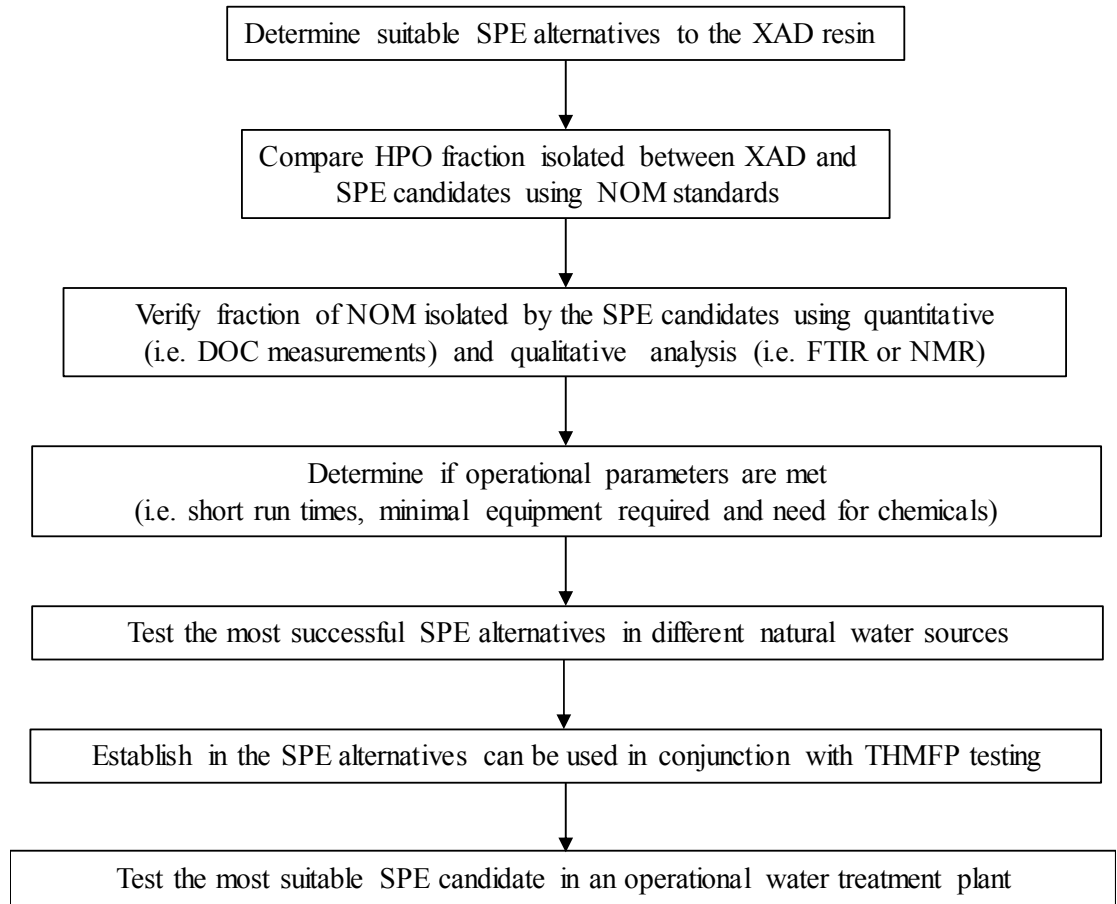 Determine suitable SPE alternatives to the XAD resin
Compare HPO fraction isolated between XAD and
SPE candidates using NOM standards
Verify fraction of NOM isolated by the SPE candidates using quantitative
(i.e. DOC measurements) and qualitative analysis (i.e. FTIR or NMR)
Determine if operational parameters are met
(i.e. short run times, minimal equipment required and need for chemicals)
Test the most successful SPE alternatives in different natural water sources
Establish in the SPE alternatives can be used in conjunction with THMFP testing
Test the most suitable SPE candidate in an operational water treatment plant